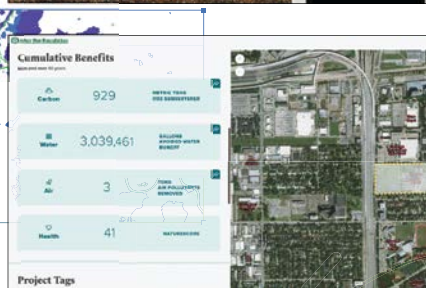 Cumulative Benefits
Carbon
929
METRIC TONS
CO2 SEQUESTERED
Water
3,039,461
GALLONS
AVOIDED WATER
RUNOFF
Air
3
TONS
AIR POLLUTANTS
REMOVED
Health
41
NATURESCORE
Project Tags